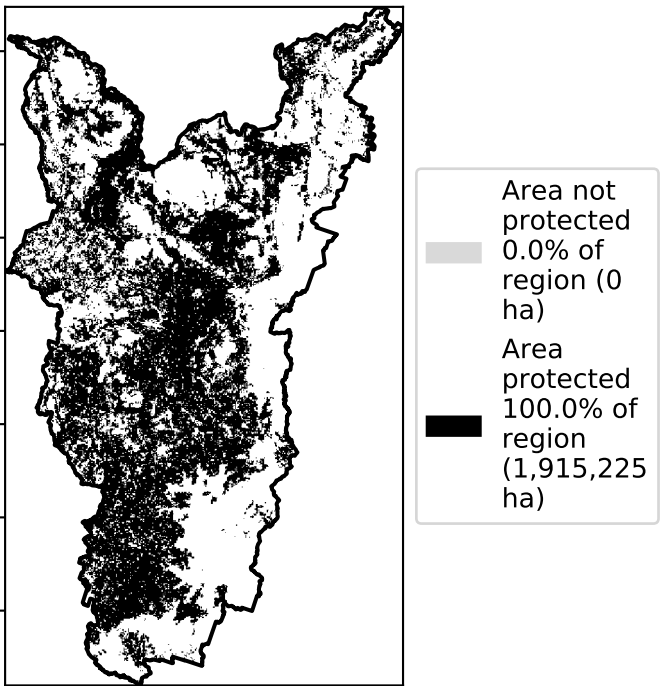 Area not
protected
0.0% of
region (0
ha)
Area
protected
100.0% of
region
(1,915,225
ha)